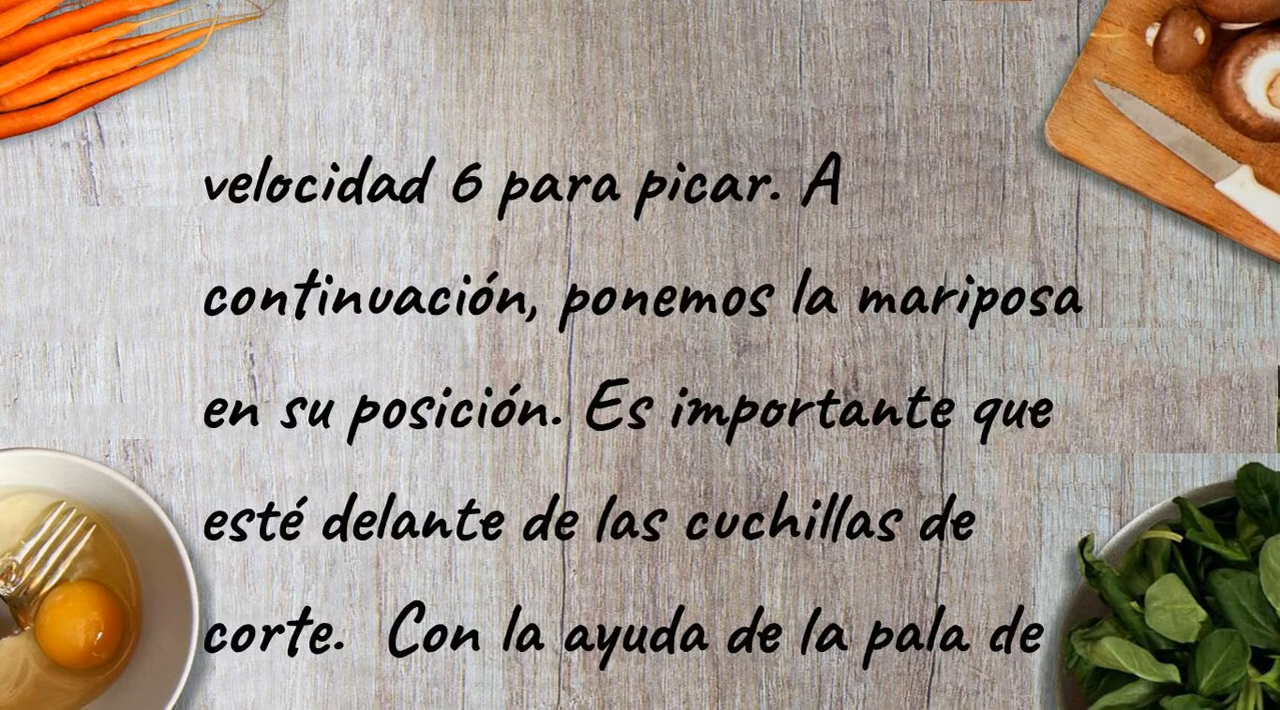 velocidad 6 para picar. A
continuación, ponemos la mariposa
en su posición. Es importante que
esté delante de las cuchillas de
corte.  Con la ayuda de la pala de